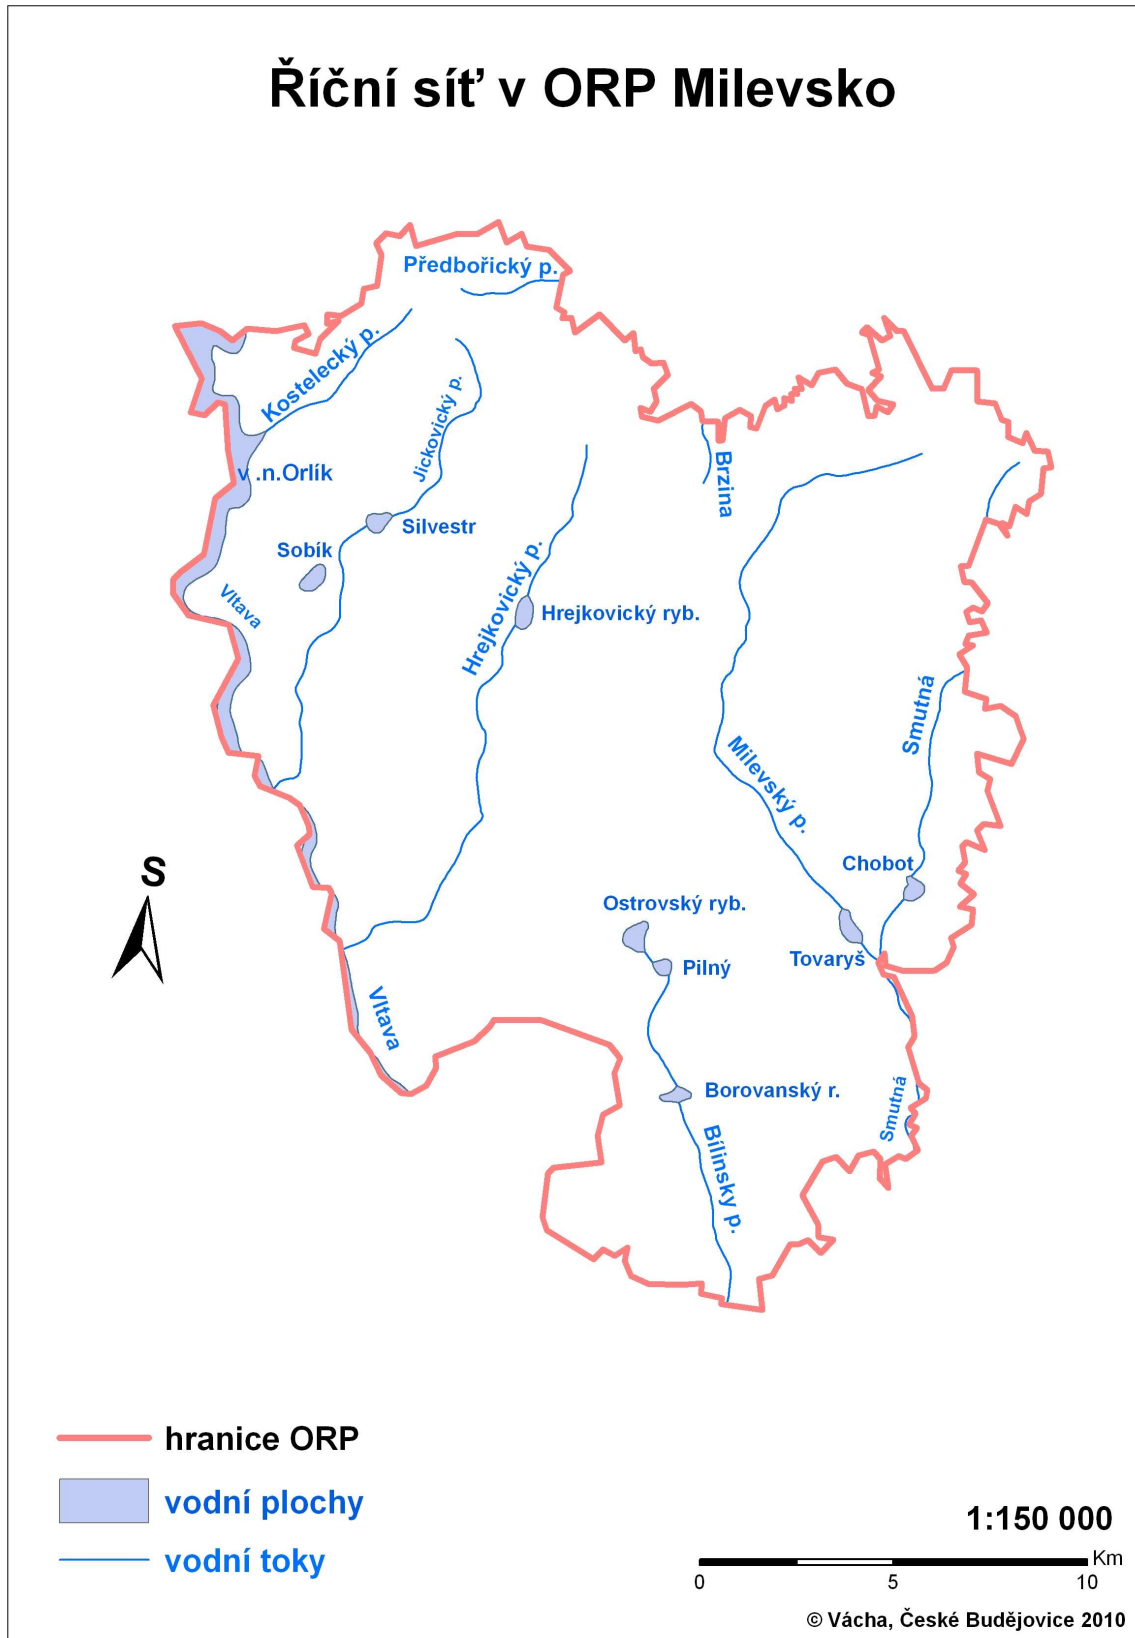 Říční síť v ORP Milevsko
Předbořický p.
Kostelecký p.
Jickovický p.
v .n.Orlík
Brzina
Silvestr
Sobík
Hrejkovický p.
Vltava
Hrejkovický ryb.
Smutná
Milevský p.
Chobot
S
Ostrovský ryb.
Tovaryš
Pilný
Vltava
Borovanský r.
Smutná
Bílinsky p.
hranice ORP
vodní plochy
vodní toky
1:150 000
Km
0 5 10
© Vácha, České Budějovice 2010